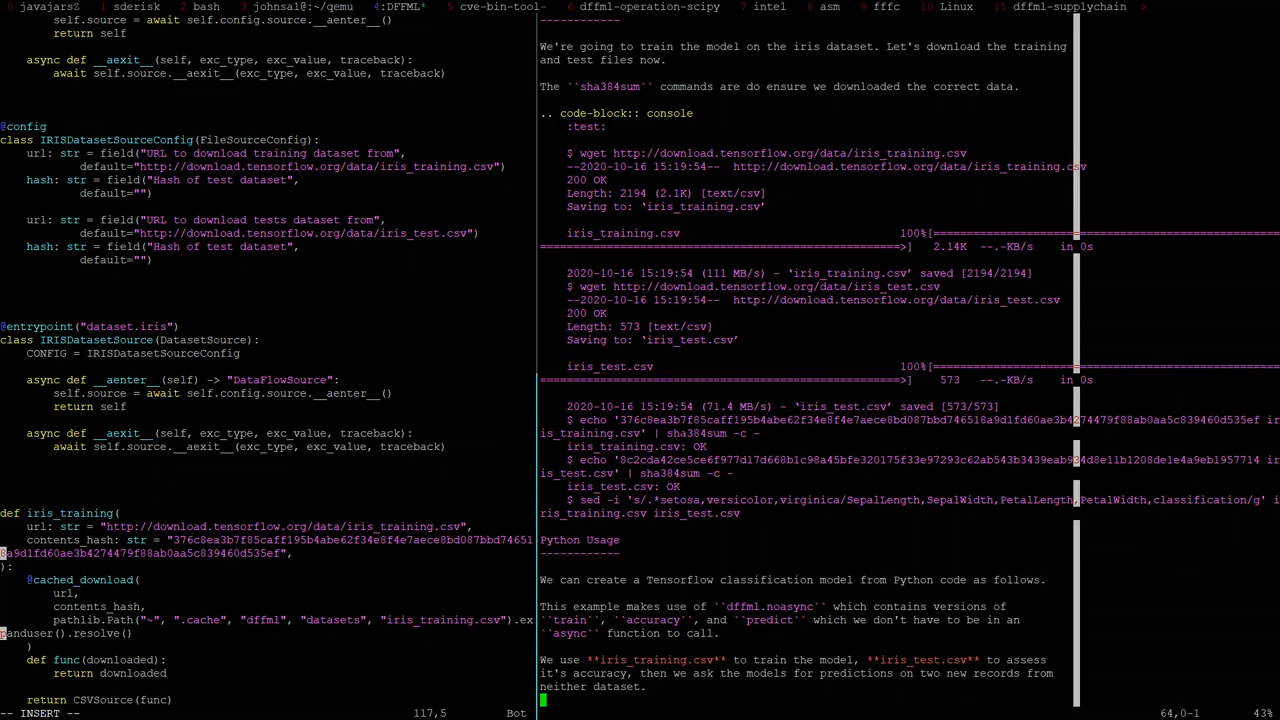 0 javajarsZ  1 sderisk  2 bash  3 johnsa1@:~/qemu  4:DFFML*  5 cve-bin-tool-  6 dffml-operation-scipy  7 intel  8 asm  9 fffc  10 Linux  11 dffml-supplychain  >
        self.source = await self.config.source.__aenter__()
        return self
    async def __aexit__(self, exc_type, exc_value, traceback):
        await self.source.__aexit__(exc_type, exc_value, traceback)
@config
class IRISDatasetSourceConfig(FileSourceConfig):
    url: str = field("URL to download training dataset from",
            default="http://download.tensorflow.org/data/iris_training.csv")
    hash: str = field("Hash of test dataset",
            default="")
    url: str = field("URL to download tests dataset from",
            default="http://download.tensorflow.org/data/iris_test.csv")
    hash: str = field("Hash of test dataset",
            default="")
@entrypoint("dataset.iris")
class IRISDatasetSource(DatasetSource):
    CONFIG = IRISDatasetSourceConfig
    async def __aenter__(self) -> "DataFlowSource":
        self.source = await self.config.source.__aenter__()
        return self
    async def __aexit__(self, exc_type, exc_value, traceback):
        await self.source.__aexit__(exc_type, exc_value, traceback)
def iris_training(
    url: str = "http://download.tensorflow.org/data/iris_training.csv",
    contents_hash: str = "376c8ea3b7f85caff195b4abe62f34e8f4e7aece8bd087bbd74651
8a9d1fd60ae3b4274479f88ab0aa5c839460d535ef",
):
    @cached_download(
        url,
        contents_hash,
        pathlib.Path("~", ".cache", "dffml", "datasets", "iris_training.csv").ex
panduser().resolve()
    )
    def func(downloaded):
        return downloaded
    return CSVSource(func)
-- INSERT --                    117,5          Bot
------------
We're going to train the model on the iris dataset. Let's download the training
and test files now.
The ``sha384sum`` commands are do ensure we downloaded the correct data.
.. code-block:: console
    :test:
    $ wget http://download.tensorflow.org/data/iris_training.csv
    --2020-10-16 15:19:54--  http://download.tensorflow.org/data/iris_training.csv
    200 OK
    Length: 2194 (2.1K) [text/csv]
    Saving to: ‘iris_training.csv’
    iris_training.csv                                 100%[====================================================
======================================================>]   2.14K  --.-KB/s    in 0s
    2020-10-16 15:19:54 (111 MB/s) - ‘iris_training.csv’ saved [2194/2194]
    $ wget http://download.tensorflow.org/data/iris_test.csv
    --2020-10-16 15:19:54--  http://download.tensorflow.org/data/iris_test.csv
    200 OK
    Length: 573 [text/csv]
    Saving to: ‘iris_test.csv’
    iris_test.csv                                     100%[====================================================
======================================================>]    573  --.-KB/s    in 0s
    2020-10-16 15:19:54 (71.4 MB/s) - ‘iris_test.csv’ saved [573/573]
    $ echo '376c8ea3b7f85caff195b4abe62f34e8f4e7aece8bd087bbd746518a9d1fd60ae3b4274479f88ab0aa5c839460d535ef ir
is_training.csv' | sha384sum -c -
    iris_training.csv: OK
    $ echo '8c2cda42ce5ce6f977d17d668b1c98a45bfe320175f33e97293c62ab543b3439eab934d8e11b1208de1e4a9eb1957714 ir
is_test.csv' | sha384sum -c -
    iris_test.csv: OK
    $ sed -i 's/.*setosa,versicolor,virginica/SepalLength,SepalWidth,PetalLength,PetalWidth,classification/g' i
ris_training.csv iris_test.csv
Python Usage
------------
We can create a Tensorflow classification model from Python code as follows.
This example makes use of ``dffml.noasync`` which contains versions of
``train``, ``accuracy``, and ``predict`` which we don't have to be in an
``async`` function to call.
We use **iris_training.csv** to train the model, **iris_test.csv** to assess
it's accuracy, then we ask the models for predictions on two new records from
neither dataset.
64,0-1        43%